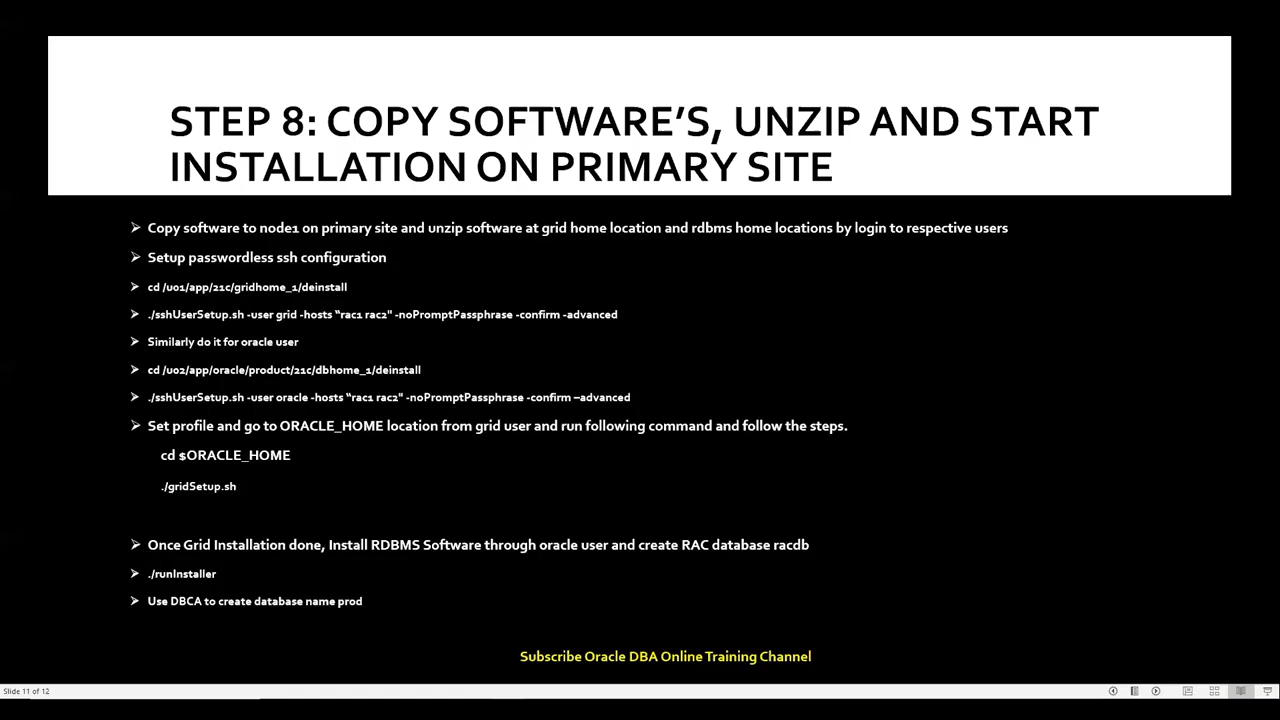 STEP 8: COPY SOFTWARE'S, UNZIP AND START
INSTALLATION ON PRIMARY SITE
➢ Copy software to node1 on primary site and unzip software at grid home location and rdbms home locations by login to respective users
➢ Setup passwordless ssh configuration
➢ cd /u01/app/21c/gridhome_1/deinstall
➢ ./sshUserSetup.sh -user grid -hosts “rac1 rac2" -noPromptPassphrase -confirm -advanced
➢ Similarly do it for oracle user
➢ cd /u02/app/oracle/product/21c/dbhome_1/deinstall
➢ ./sshUserSetup.sh -user oracle -hosts “rac1 rac2" -noPromptPassphrase -confirm –advanced
➢ Set profile and go to ORACLE_HOME location from grid user and run following command and follow the steps.
cd $ORACLE_HOME
./gridSetup.sh
➢ Once Grid Installation done, Install RDBMS Software through oracle user and create RAC database racdb
➢ ./runInstaller
➢ Use DBCA to create database name prod
Subscribe Oracle DBA Online Training Channel
Slide 11 of 12